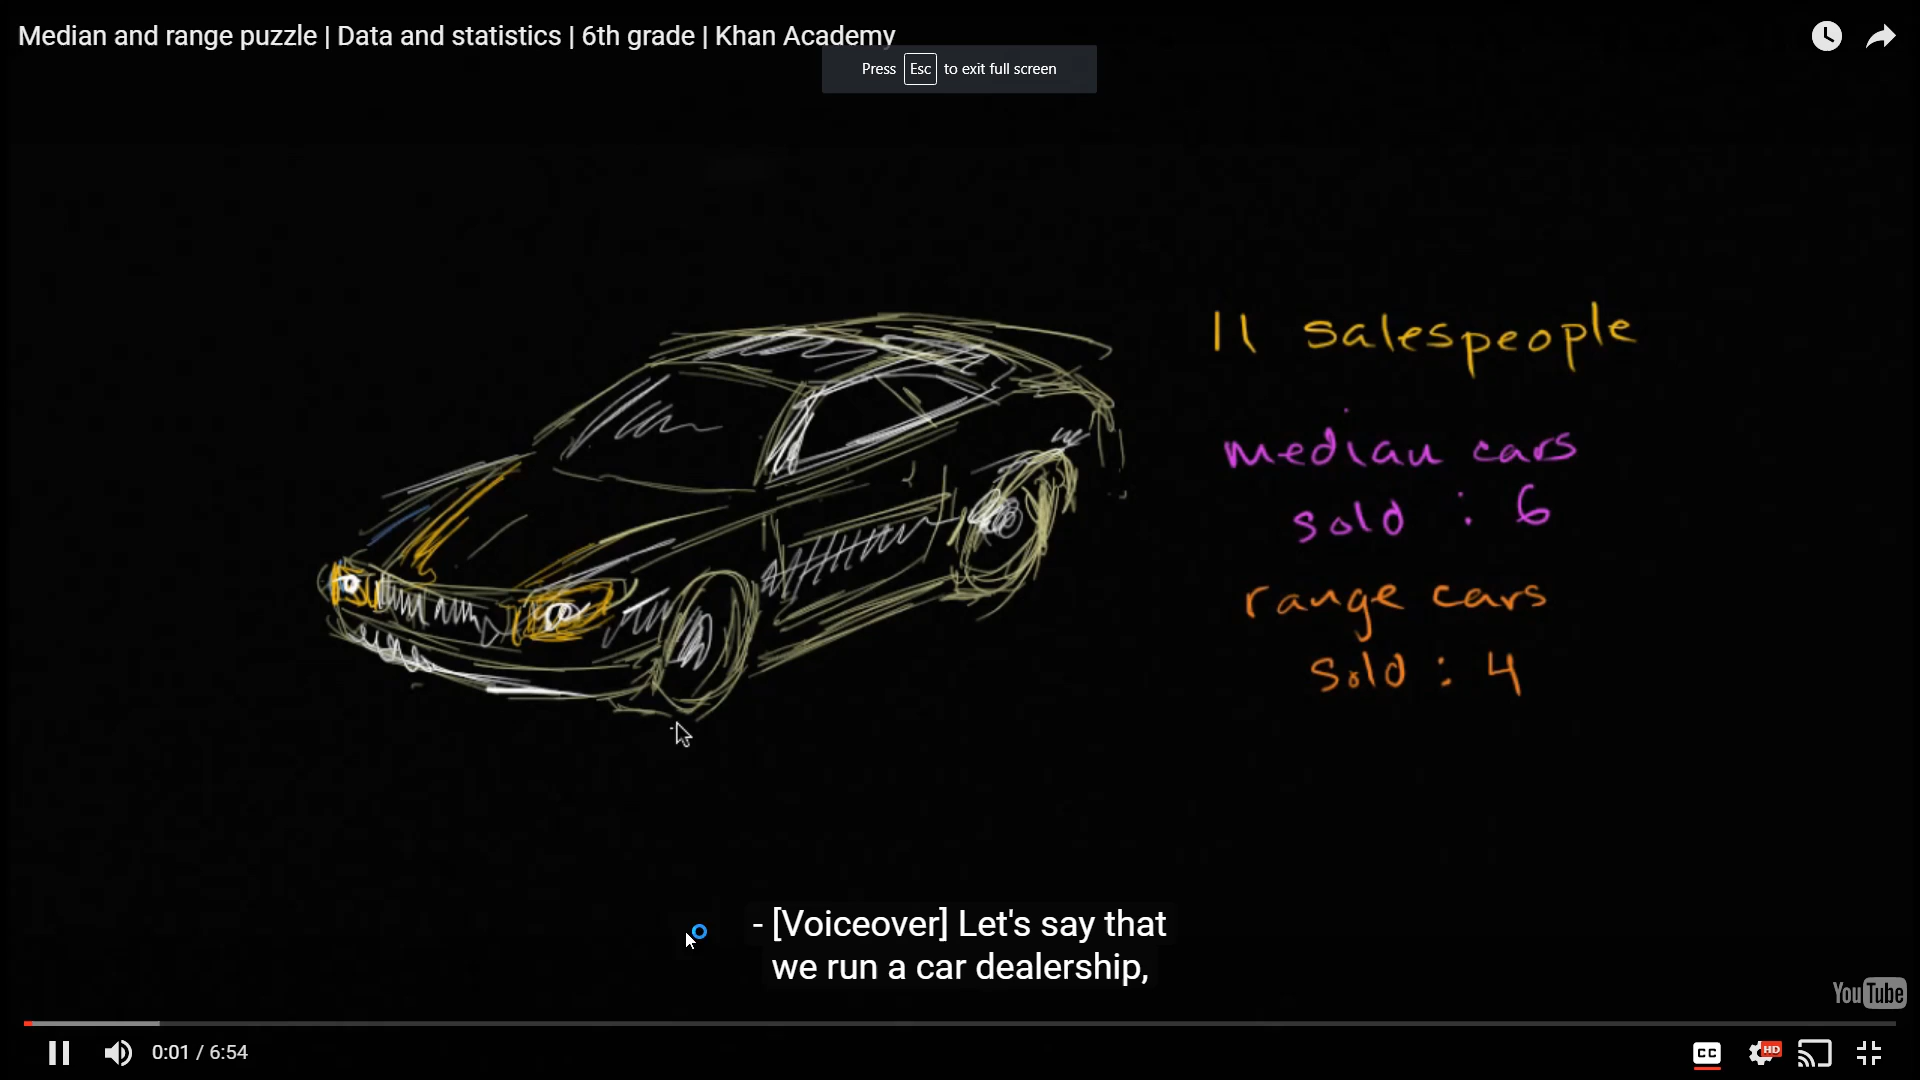 Median and range puzzle | Data and statistics | 6th grade | Khan Academy
Press Esc to exit full screen
11 salespeople
median cars
sold : 6
range cars
sold : 4
- [Voiceover] Let's say that
we run a car dealership,
YouTube
0:01 / 6:54
CC
HD